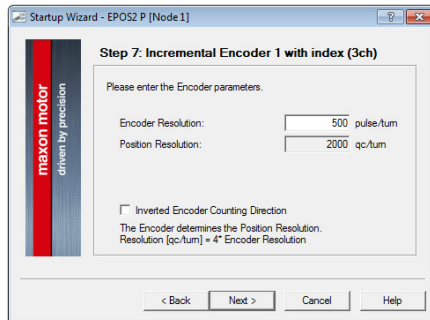 Startup Wizard - EPOS2 P [Node 1]
Step 7: Incremental Encoder 1 with index (3ch)
maxon motor
driven by precision
Please enter the Encoder parameters.
Encoder Resolution: 500 pulse/turn
Position Resolution: 2000 qc/turn
Inverted Encoder Counting Direction
The Encoder determines the Position Resolution.
Resolution [qc/turn] = 4* Encoder Resolution
< Back Next > Cancel Help